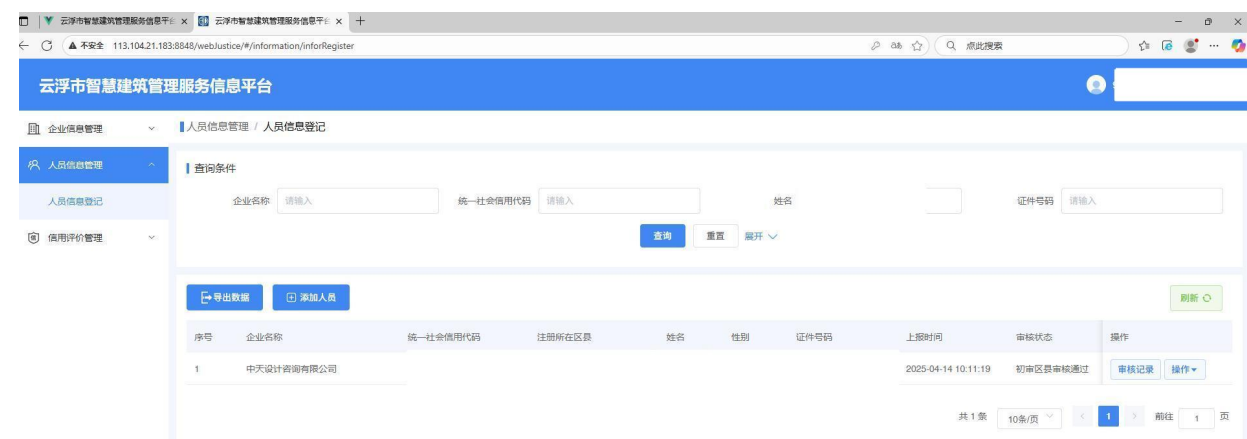 云浮市智慧建筑管理服务信息平台 云浮市智慧建筑管理服务信息平台
不安全 113.104.21.183:8848/webJustice/#/information/inforRegister 点此搜索
云浮市智慧建筑管理服务信息平台
企业信息管理
人员信息管理 / 人员信息登记
人员信息管理
查询条件
人员信息登记
企业名称 请输入 统一社会信用代码 请输入 姓名 证件号码 请输入
信用评价管理
查询 重置 展开
导出数据 添加人员 刷新
序号 企业名称 统一社会信用代码 注册所在区县 姓名 性别 证件号码 上报时间 审核状态 操作
1 中天设计咨询有限公司 2025-04-14 10:11:19 初审区县审核通过 审核记录 操作
共 1 条 10条/页 1 前往 1 页